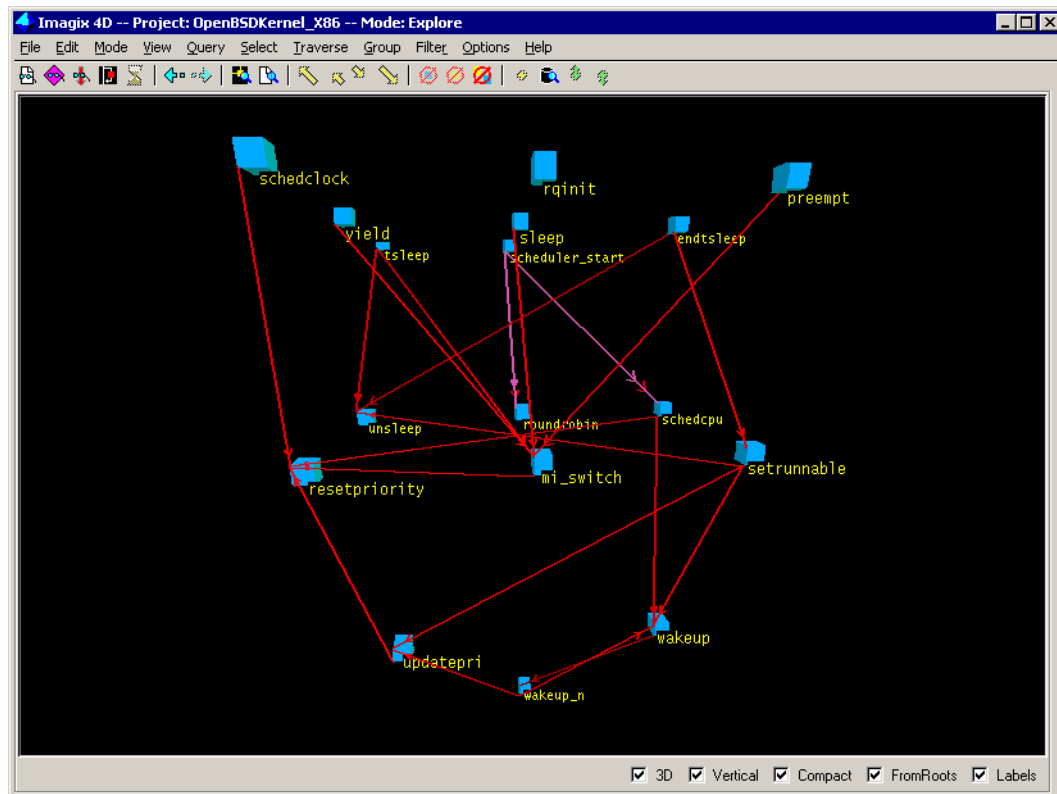 Imagix 4D -- Project: OpenBSDKernel_X86 -- Mode: Explore
File Edit Mode View Query Select Traverse Group Filter Options Help
schedclock
rqinit
preempt
yield
sleep
endtsleep
tsleep
scheduler_start
unsleep
roundrobin
schedcpu
resetpriority
mi_switch
setrunnable
wakeup
updatepri
wakeup_n
3D Vertical Compact FromRoots Labels